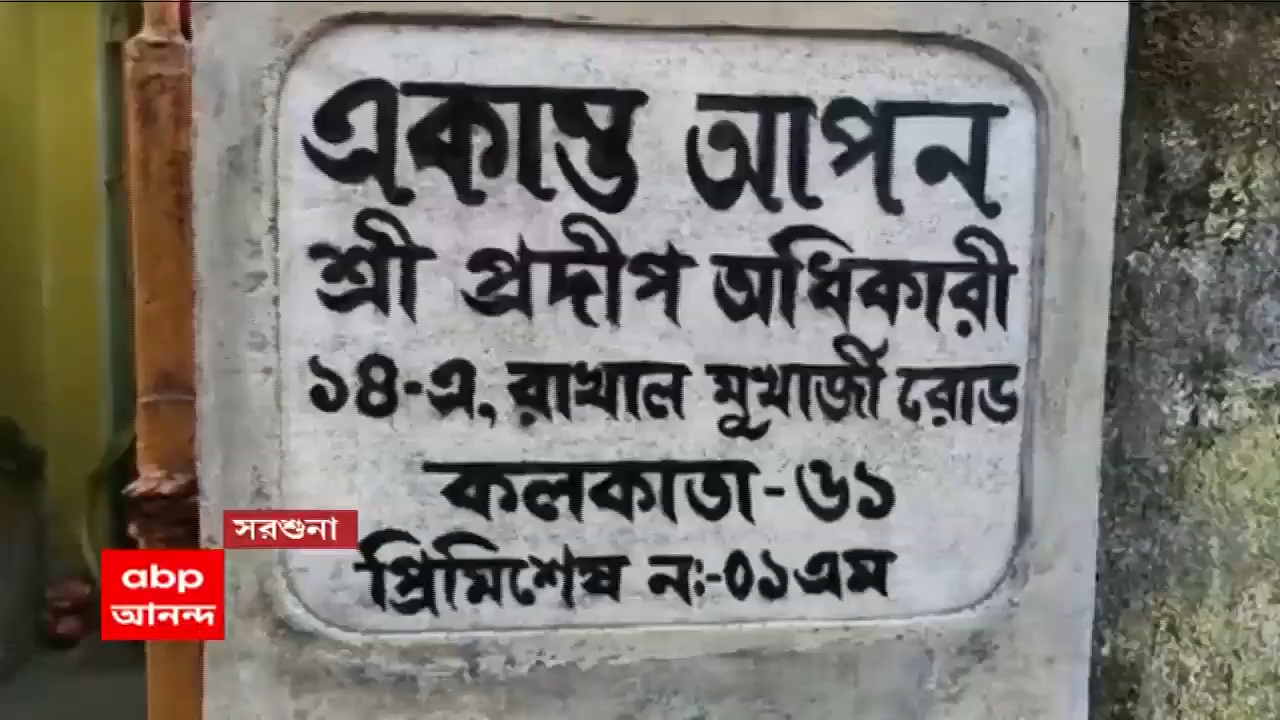 একান্ত আপন
শ্রী প্রদীপ অধিকারী
১৪-এ, রাখাল মুখার্জী রোড
কলকাতা-৬১
প্রিমিশেষ নং:-০১এম
সরশুনা
abp
আনন্দ